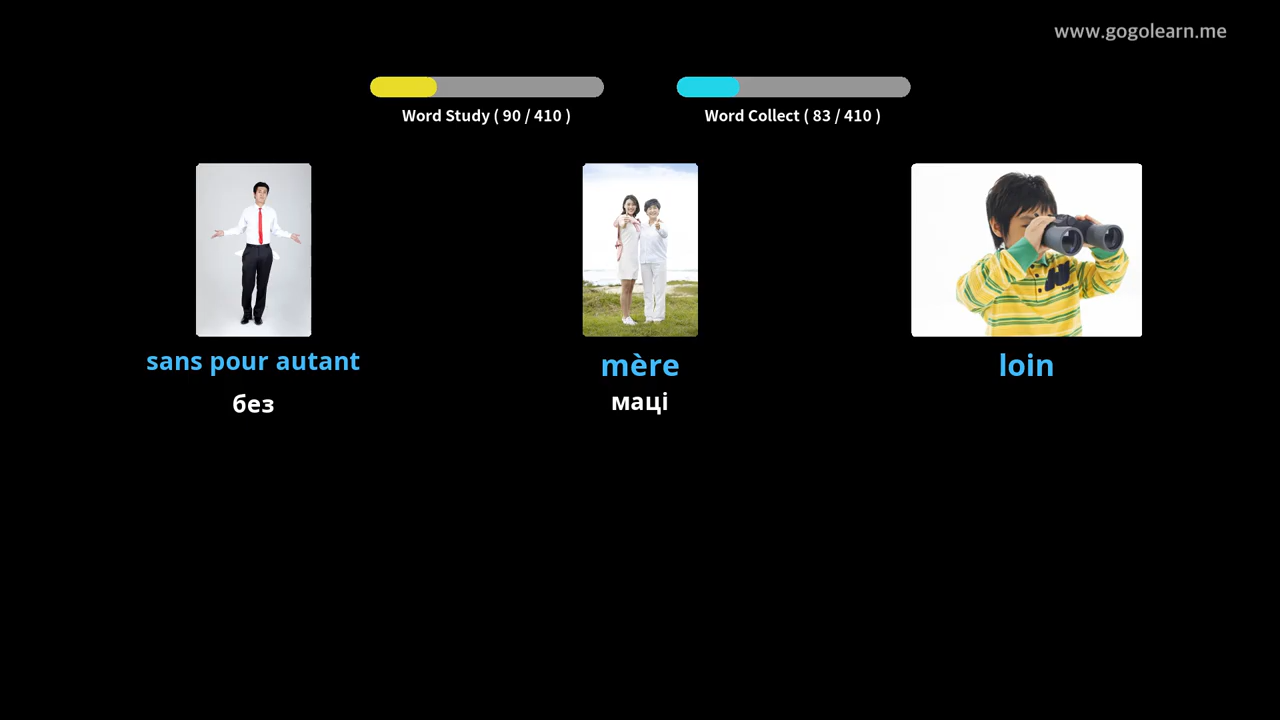 www.gogolearn.me
Word Study ( 90 / 410 )
Word Collect ( 83 / 410 )
sans pour autant
без
mère
маці
loin